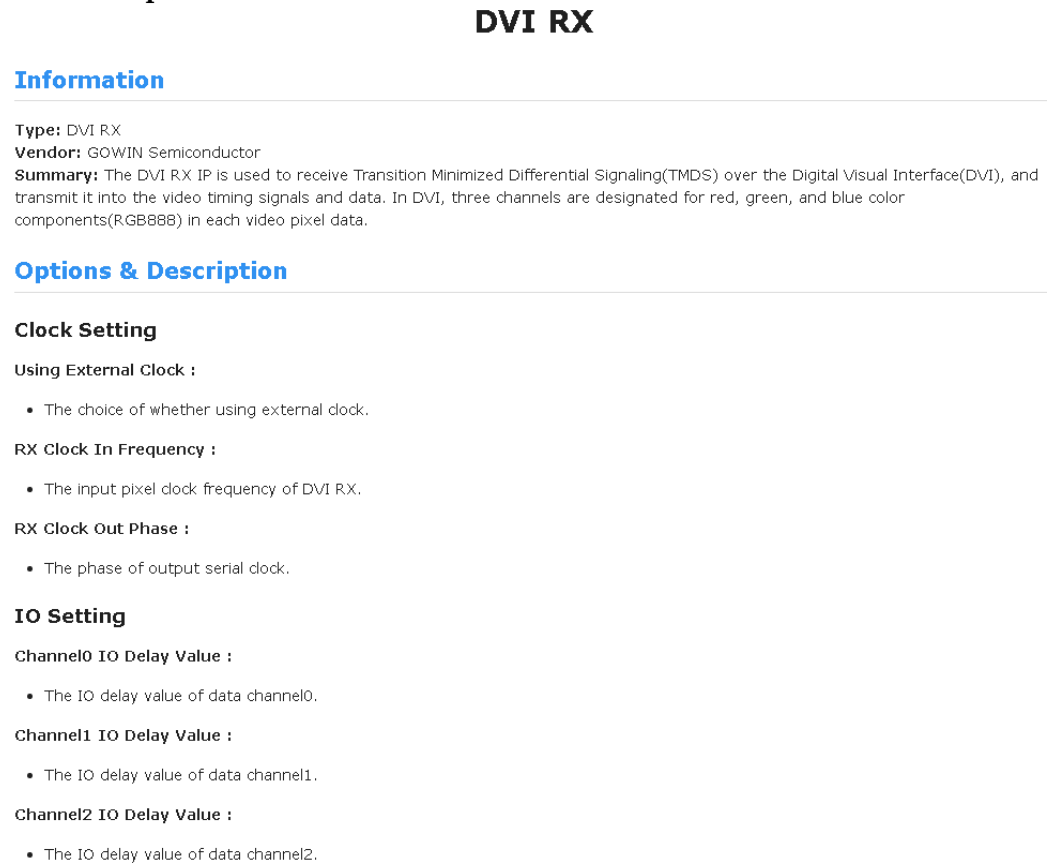 DVI RX
Information
Type: DVI RX
Vendor: GOWIN Semiconductor
Summary: The DVI RX IP is used to receive Transition Minimized Differential Signaling(TMDS) over the Digital Visual Interface(DVI), and
transmit it into the video timing signals and data. In DVI, three channels are designated for red, green, and blue color
components(RGB888) in each video pixel data.
Options & Description
Clock Setting
Using External Clock :
• The choice of whether using external clock.
RX Clock In Frequency :
• The input pixel clock frequency of DVI RX.
RX Clock Out Phase :
• The phase of output serial clock.
IO Setting
Channel0 IO Delay Value :
• The IO delay value of data channel0.
Channel1 IO Delay Value :
• The IO delay value of data channel1.
Channel2 IO Delay Value :
• The IO delay value of data channel2.